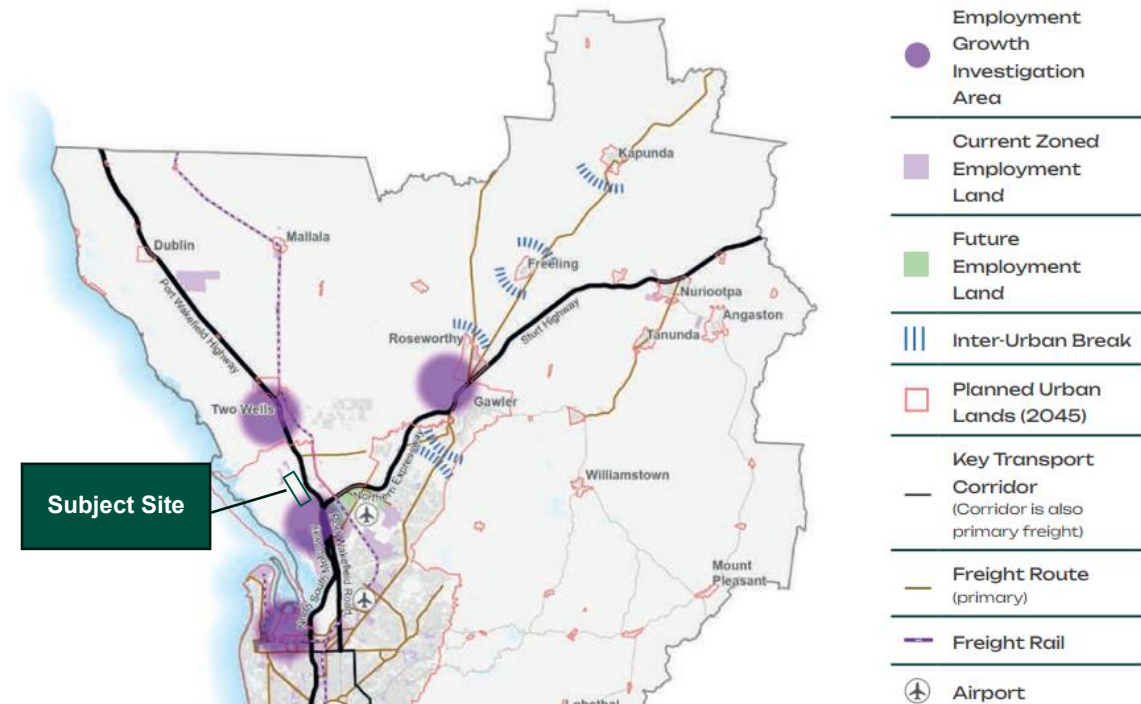 Kapunda
Dublin
Mallala
Freeling
Port Wakefield Highway
Nuriootpa
Sturt Highway
Angaston
Roseworthy
Tanunda
Two Wells
Gawler
Northern Expressway
Williamstown
Subject Site
Port Wakefield Road
North South Motorway
Mount
Pleasant
Lobethal
Employment
Growth
Investigation
Area
Current Zoned
Employment
Land
Future
Employment
Land
Inter-Urban Break
Planned Urban
Lands (2045)
Key Transport
Corridor
(Corridor is also
primary freight)
Freight Route
(primary)
Freight Rail
Airport